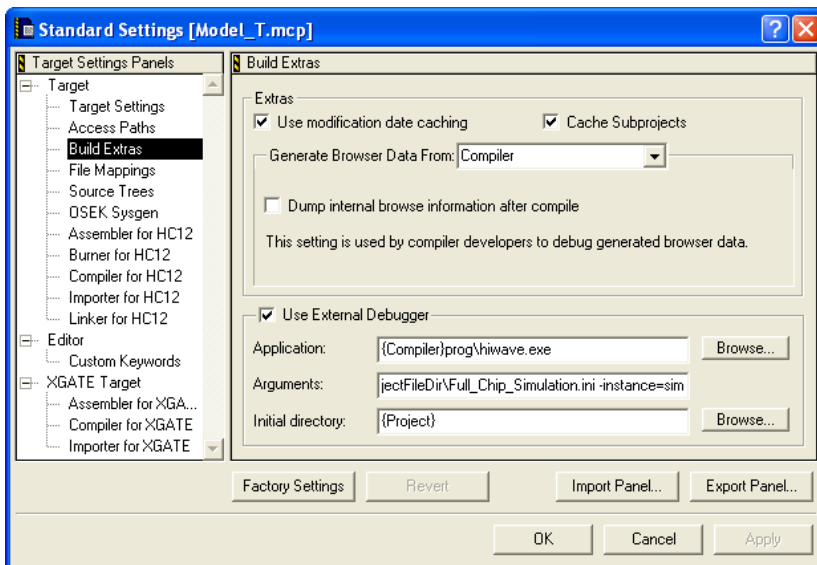 Standard Settings [Model_T.mcp]
Target Settings Panels
Target
Target Settings
Access Paths
Build Extras
File Mappings
Source Trees
OSEK Sysgen
Assembler for HC12
Burner for HC12
Compiler for HC12
Importer for HC12
Linker for HC12
Editor
Custom Keywords
XGATE Target
Assembler for XGA...
Compiler for XGATE
Importer for XGATE
Build Extras
Extras
Use modification date caching
Cache Subprojects
Generate Browser Data From: Compiler
Dump internal browse information after compile
This setting is used by compiler developers to debug generated browser data.
Use External Debugger
Application: {Compiler}prog\hiwave.exe Browse...
Arguments: jectFileDir\Full_Chip_Simulation.ini -instance=sim
Initial directory: {Project} Browse...
Factory Settings Revert Import Panel... Export Panel...
OK Cancel Apply